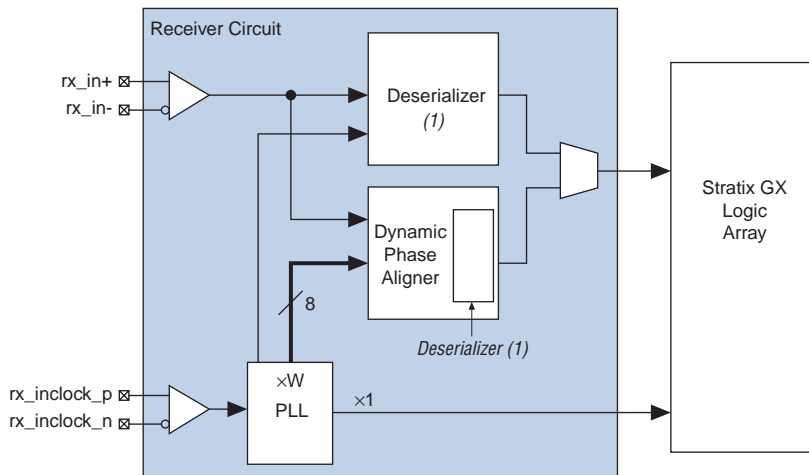 Receiver Circuit
rx_in+
rx_in-
Deserializer
(1)
Stratix GX
Logic
Array
Dynamic
Phase
Aligner
8
Deserializer (1)
rx_inclock_p
rx_inclock_n
×W
PLL
×1